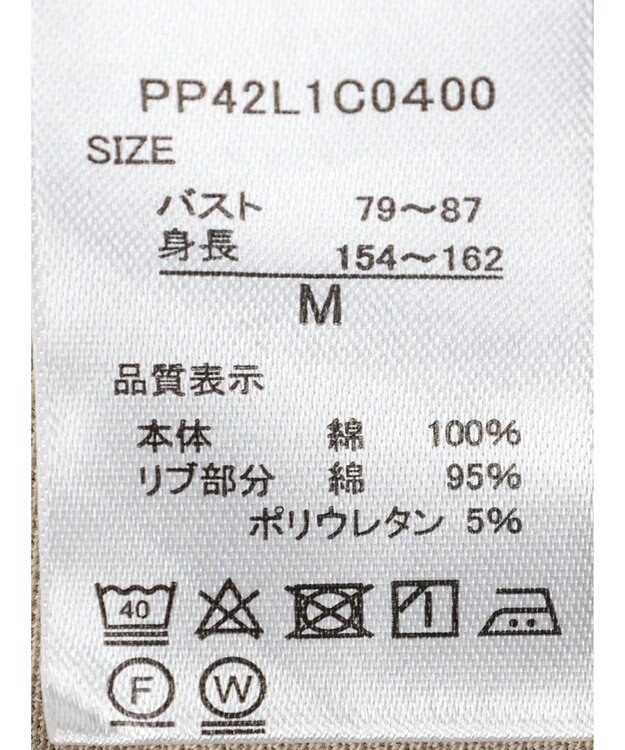 PP42L1C0400
SIZE
バスト 79～87
身長 154～162
M
品質表示
本体 綿 100%
リブ部分 綿 95%
ポリウレタン 5%
40
F W